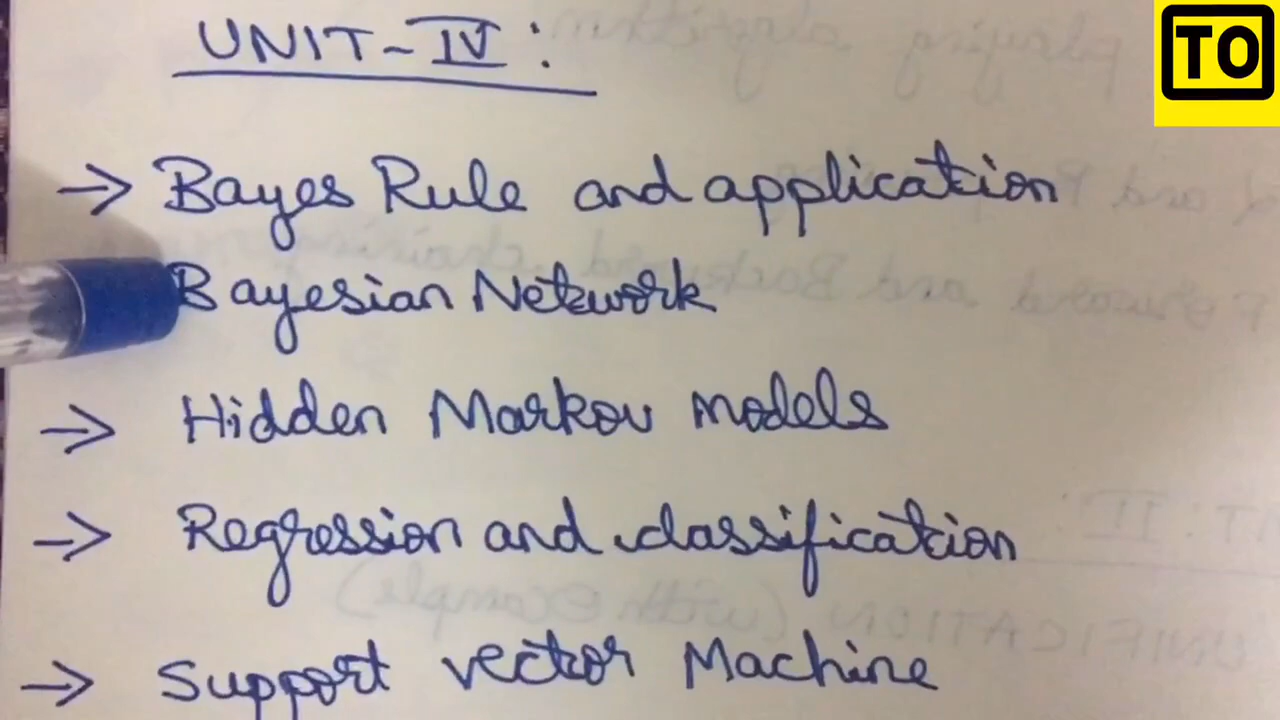 TO
UNIT-IV:
→ Bayes Rule and application
Bayesian Network
→ Hidden Markov models
→ Regression and classification
→ Support vector Machine